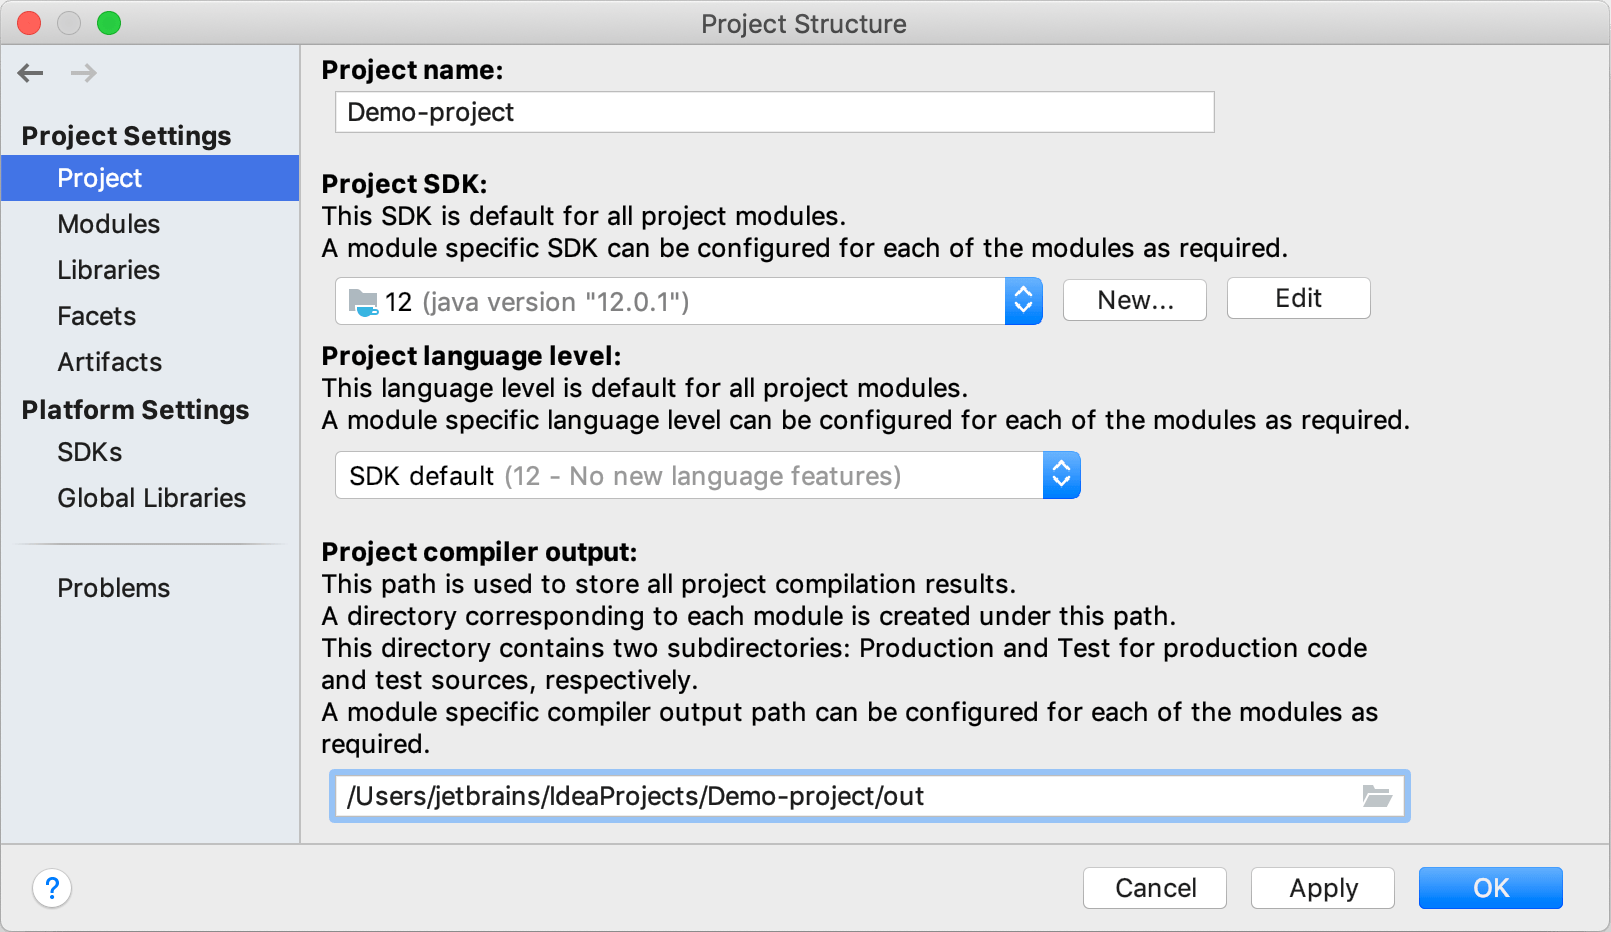 Project Structure
Project Settings
Project
Modules
Libraries
Facets
Artifacts
Platform Settings
SDKs
Global Libraries
Problems
Project name:
Demo-project
Project SDK:
This SDK is default for all project modules.
A module specific SDK can be configured for each of the modules as required.
12 (java version "12.0.1")
New...
Edit
Project language level:
This language level is default for all project modules.
A module specific language level can be configured for each of the modules as required.
SDK default (12 - No new language features)
Project compiler output:
This path is used to store all project compilation results.
A directory corresponding to each module is created under this path.
This directory contains two subdirectories: Production and Test for production code
and test sources, respectively.
A module specific compiler output path can be configured for each of the modules as
required.
/Users/jetbrains/IdeaProjects/Demo-project/out
?
Cancel
Apply
OK